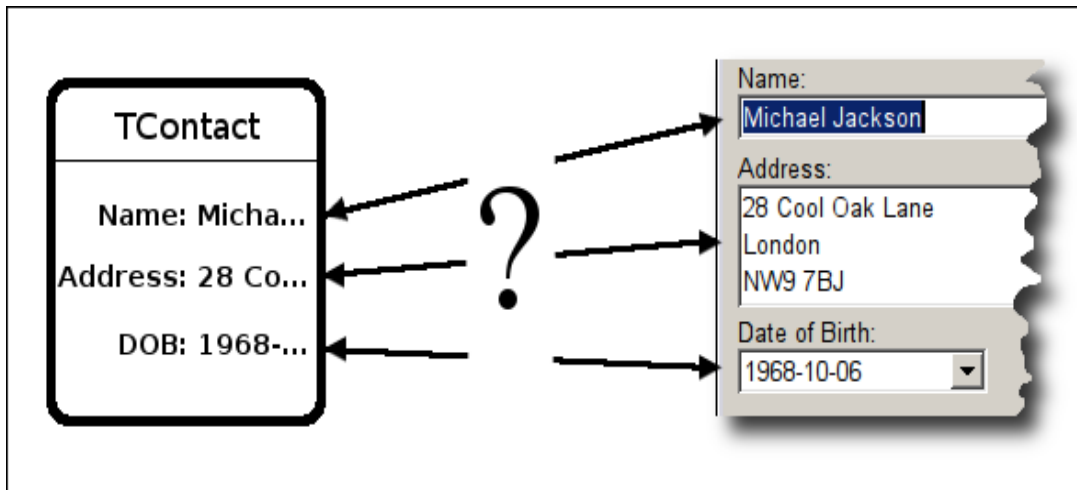 TContact
Name: Micha...
Address: 28 Co...
DOB: 1968-...
?
Name:
Michael Jackson
Address:
28 Cool Oak Lane
London
NW9 7BJ
Date of Birth:
1968-10-06